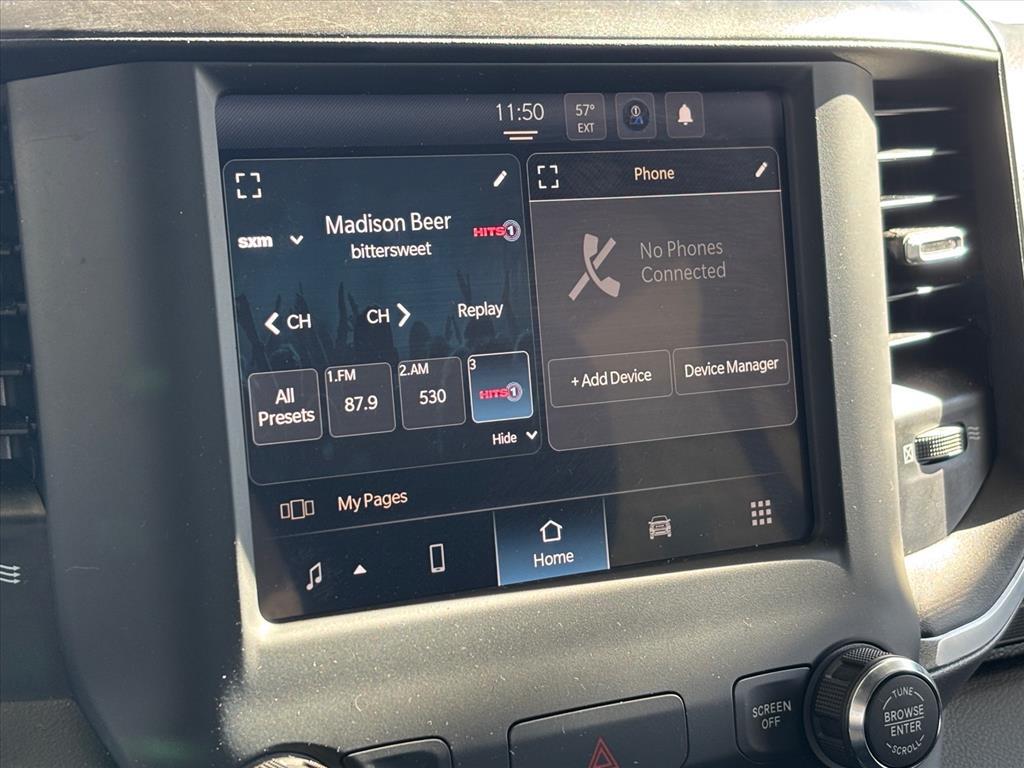 11:50
57°
EXT
1
sxm
Madison Beer
bittersweet
HITS1
CH
CH
Replay
All
Presets
1.FM
87.9
2.AM
530
3
HITS1
Hide
Phone
No Phones
Connected
+ Add Device
Device Manager
My Pages
Home
SCREEN
OFF
TUNE
BROWSE
ENTER
SCROLL